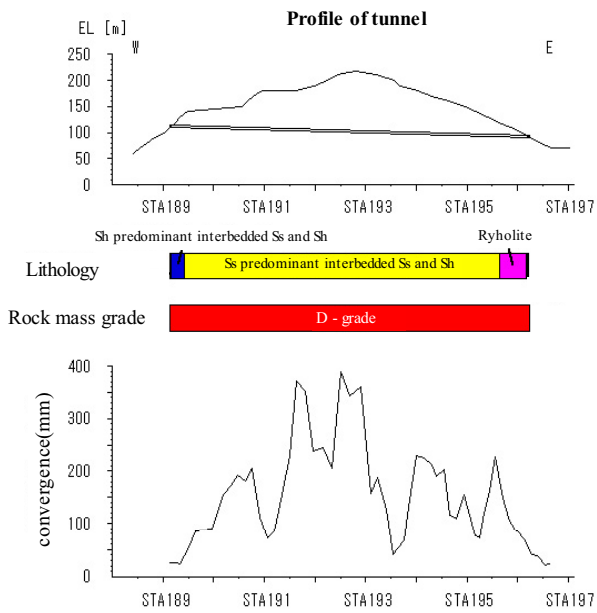 Profile of tunnel
EL [m]
W
E
250
200
150
100
50
0
STA189 STA191 STA193 STA195 STA197
Sh predominant interbedded Ss and Sh
Ryholite
Lithology
Ss predominant interbedded Ss and Sh
Rock mass grade
D - grade
convergence(mm)
400
300
200
100
0
STA189 STA191 STA193 STA195 STA197